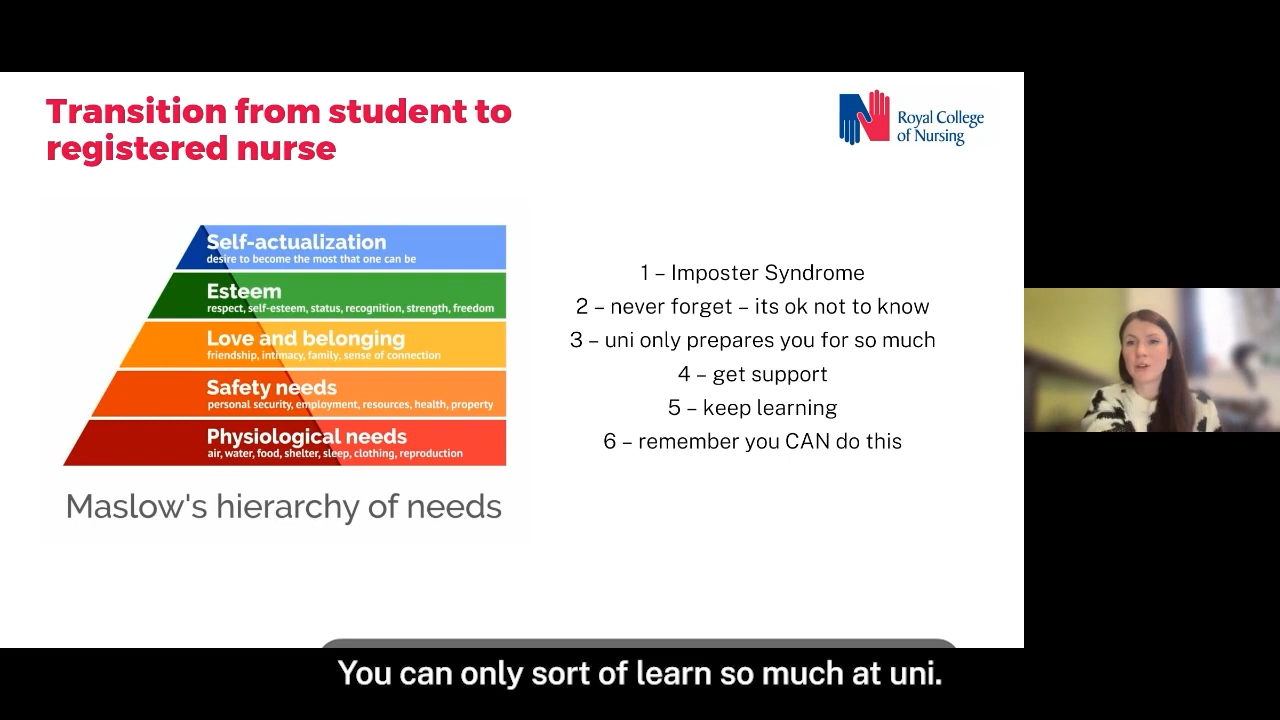 Transition from student to
registered nurse
Royal College
of Nursing
Self-actualization
desire to become the most that one can be
Esteem
respect, self-esteem, status, recognition, strength, freedom
Love and belonging
friendship, intimacy, family, sense of connection
Safety needs
personal security, employment, resources, health, property
Physiological needs
air, water, food, shelter, sleep, clothing, reproduction
Maslow's hierarchy of needs
1 – Imposter Syndrome
2 – never forget – its ok not to know
3 – uni only prepares you for so much
4 – get support
5 – keep learning
6 – remember you CAN do this
You can only sort of learn so much at uni.